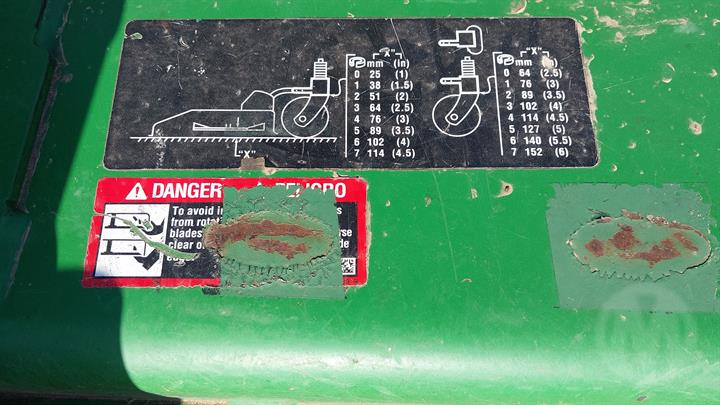 "X"
mm (in)
0 25 (1)
1 38 (1.5)
2 51 (2)
3 64 (2.5)
4 76 (3)
5 89 (3.5)
6 102 (4)
7 114 (4.5)
"X"
"X"
mm (in)
0 64 (2.5)
1 76 (3)
2 89 (3.5)
3 102 (4)
4 114 (4.5)
5 127 (5)
6 140 (5.5)
7 152 (6)
DANGER PELIGRO
To avoid
from
blades
clear